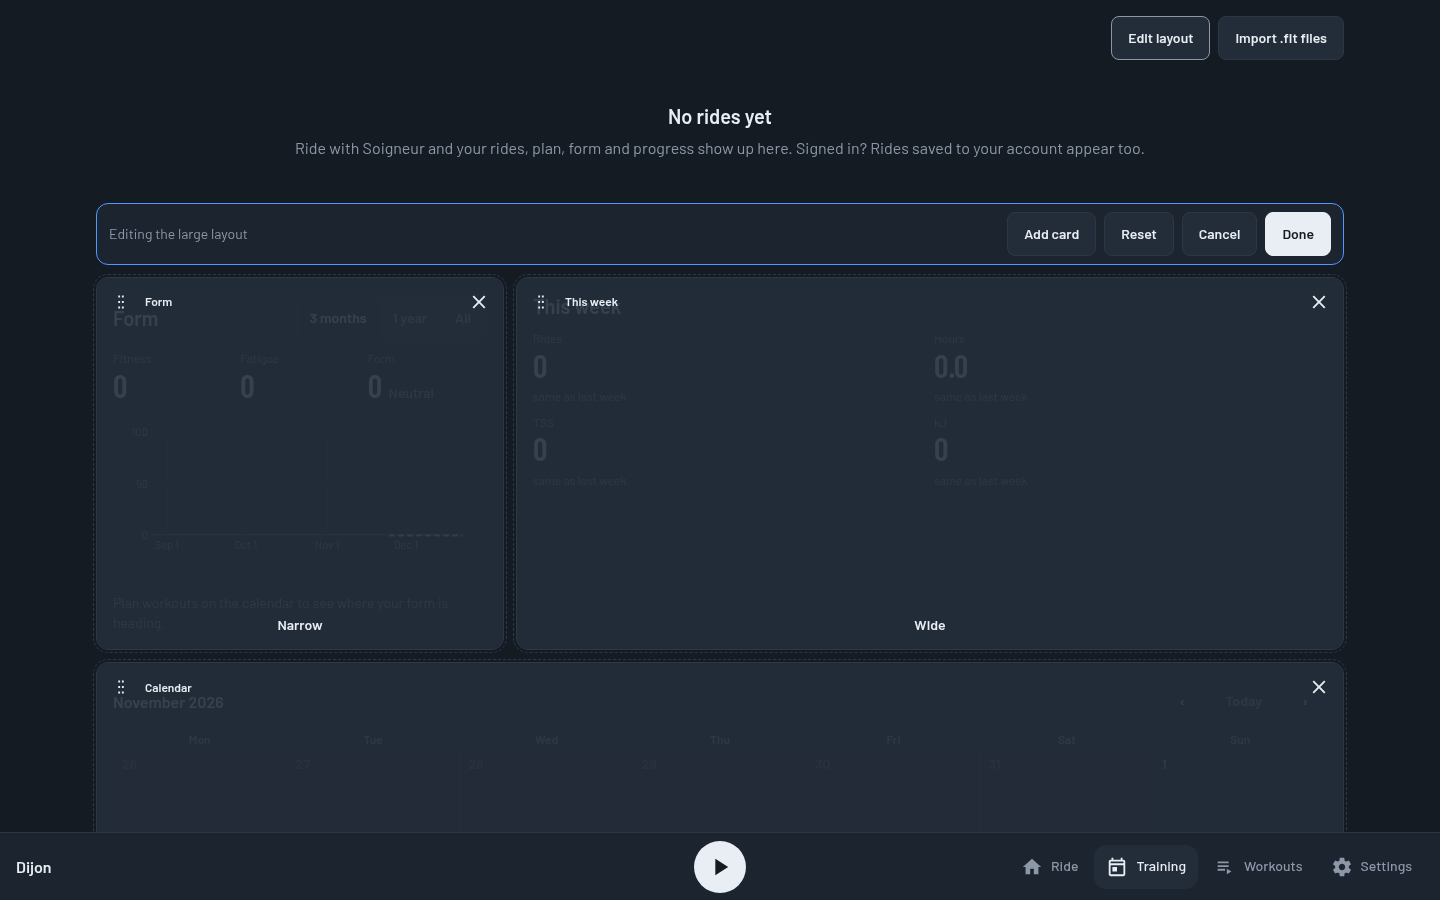 Edit layout
Import .fit files
No rides yet
Ride with Soigneur and your rides, plan, form and progress show up here. Signed in? Rides saved to your account appear too.
Editing the large layout
Add card
Reset
Cancel
Done
Form
Form
3 months
1 year
All
Fitness
Fatigue
Form
0
0
0 Neutral
100
50
0
Sep 1
Oct 1
Nov 1
Dec 1
Plan workouts on the calendar to see where your form is
heading.
Narrow
This week
This week
Rides
Hours
0
0.0
same as last week
same as last week
TSS
kJ
0
0
same as last week
same as last week
Wide
Calendar
November 2026
‹
Today
›
Mon
Tue
Wed
Thu
Fri
Sat
Sun
26
27
28
29
30
31
1
Dijon
Ride
Training
Workouts
Settings